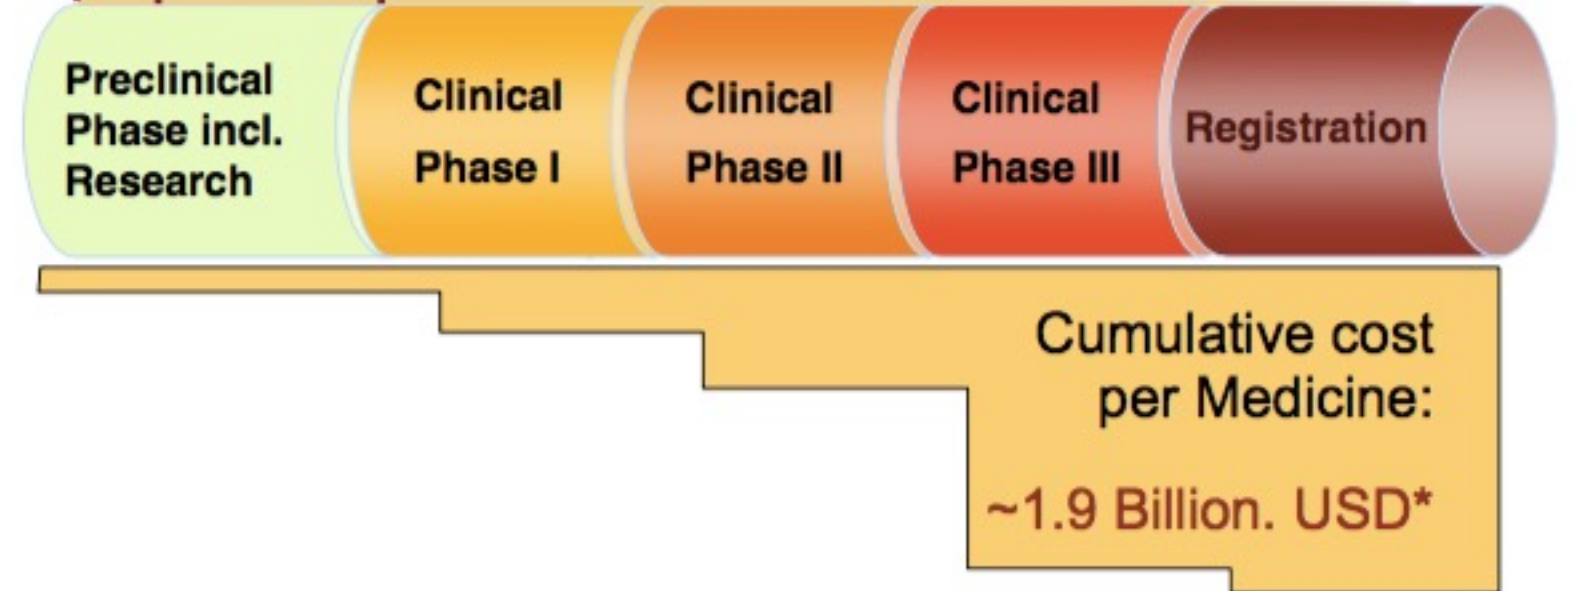 Preclinical
Phase incl.
Research
Clinical
Phase I
Clinical
Phase II
Clinical
Phase III
Registration
Cumulative cost
per Medicine:
~1.9 Billion. USD*